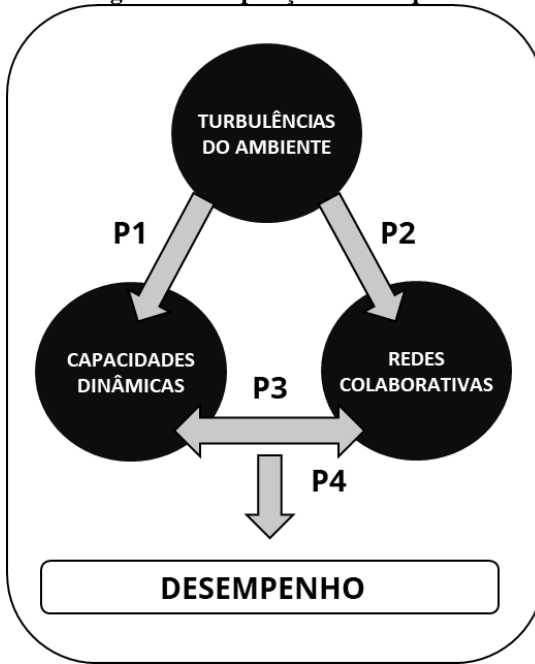 TURBULÊNCIAS
DO AMBIENTE
P1
P2
CAPACIDADES
DINÂMICAS
REDES
COLABORATIVAS
P3
P4
DESEMPENHO